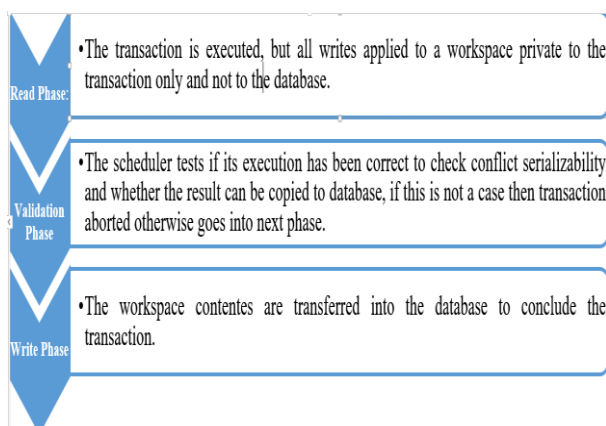 •The transaction is executed, but all writes applied to a workspace private to the
transaction only and not to the database.
Read Phase:
•The scheduler tests if its execution has been correct to check conflict serializability
and whether the result can be copied to database, if this is not a case then transaction
aborted otherwise goes into next phase.
Validation
Phase
•The workspace contentes are transferred into the database to conclude the
transaction.
Write Phase